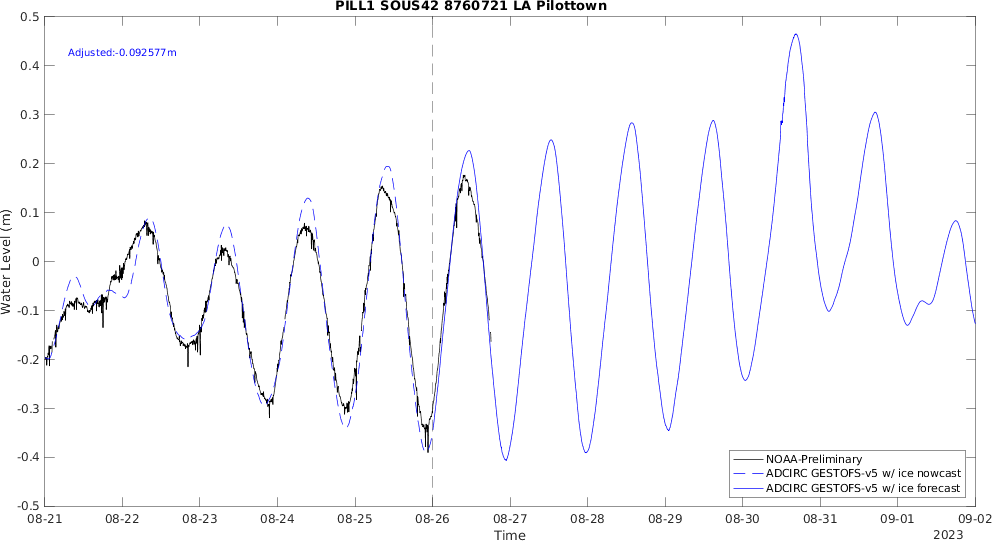 PILL1 SOUS42 8760721 LA Pilottown
Adjusted:-0.092577m
Water Level (m)
0.5
0.4
0.3
0.2
0.1
0
-0.1
-0.2
-0.3
-0.4
-0.5
NOAA-Preliminary
ADCIRC GESTOFS-v5 w/ ice nowcast
ADCIRC GESTOFS-v5 w/ ice forecast
08-21 08-22 08-23 08-24 08-25 08-26 08-27 08-28 08-29 08-30 08-31 09-01 09-02
Time
2023